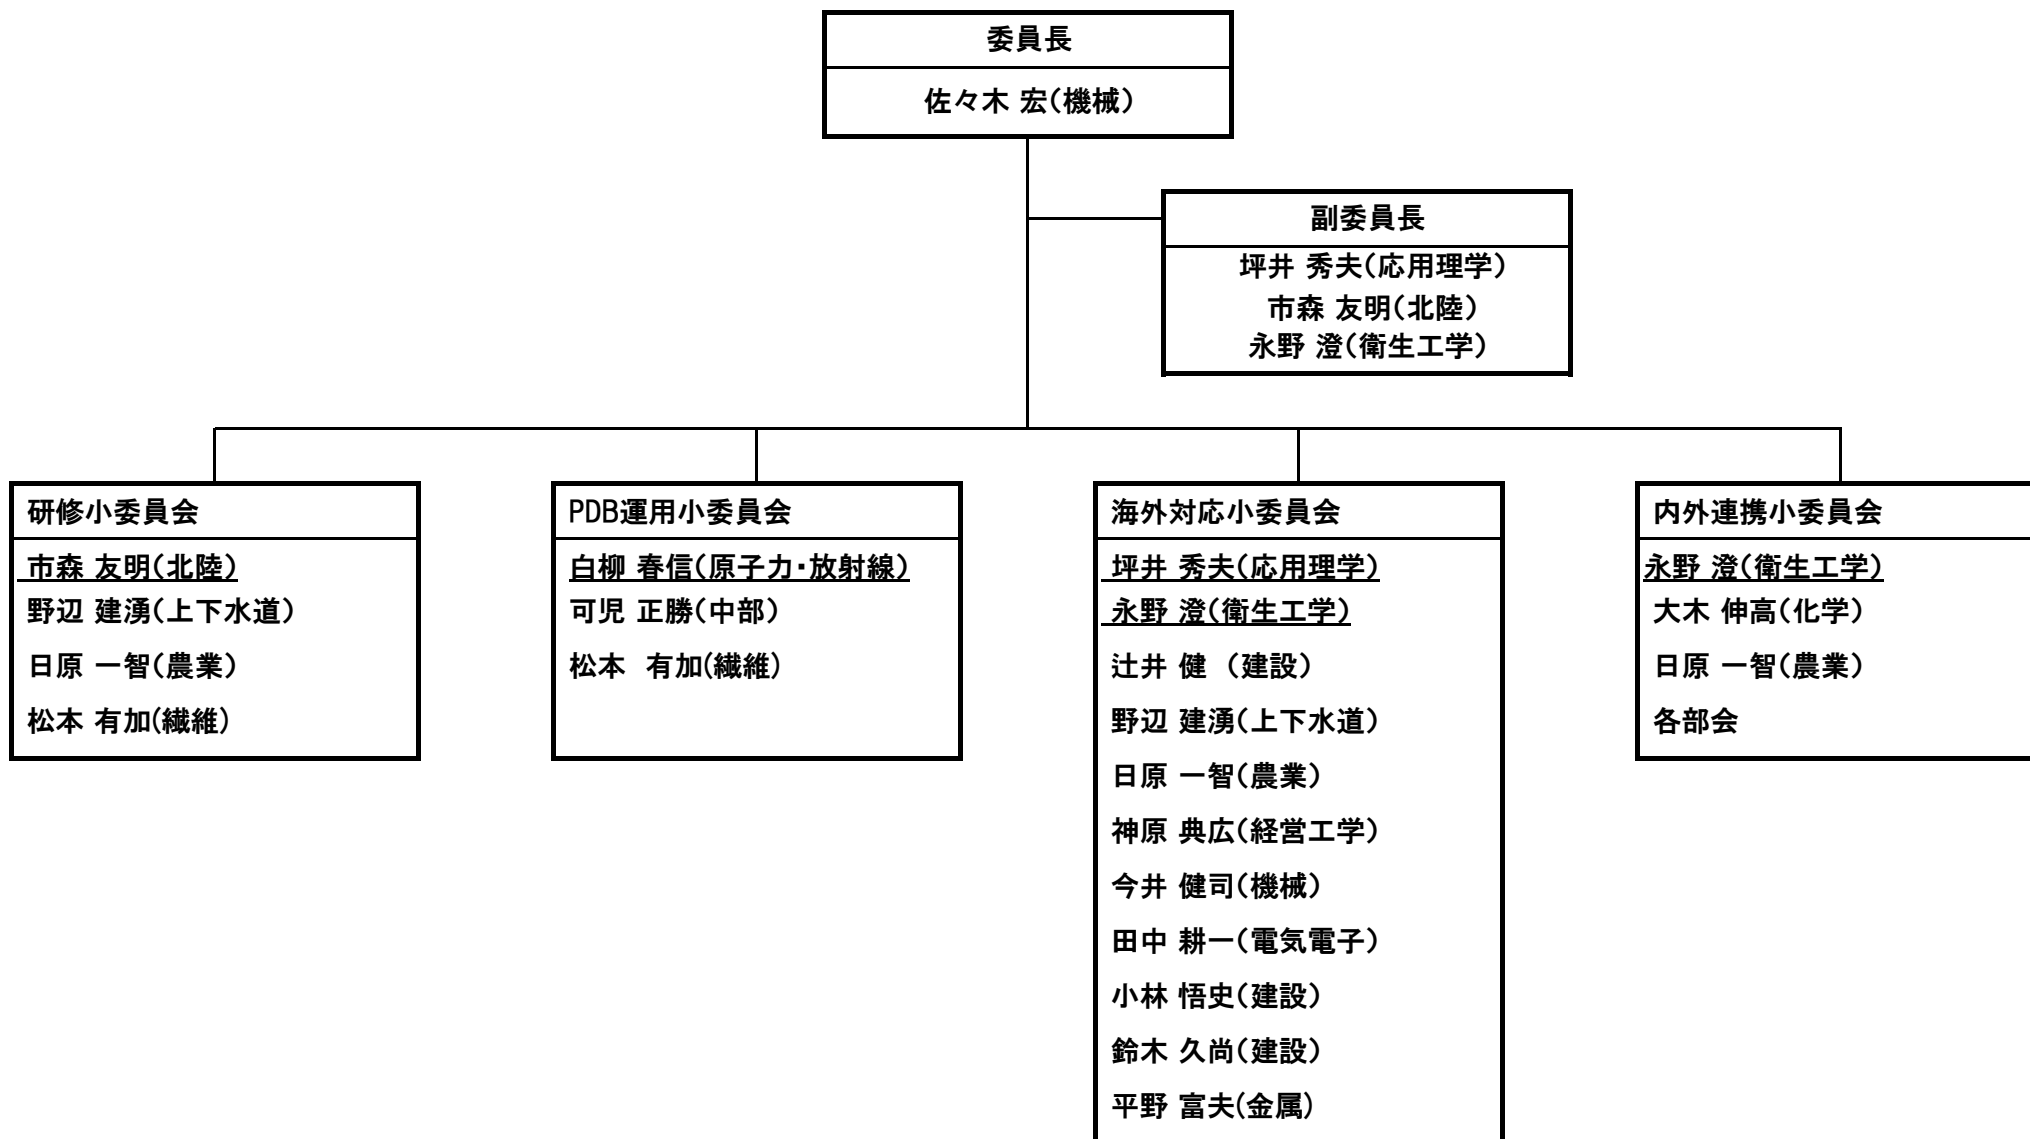 委員長
佐々木 宏(機械)
副委員長
坪井 秀夫(応用理学)
市森 友明(北陸)
永野 澄(衛生工学)
研修小委員会
市森 友明(北陸)
野辺 建湧(上下水道)
日原 一智(農業)
松本 有加(繊維)
PDB運用小委員会
白柳 春信(原子力・放射線)
可児 正勝(中部)
松本　有加(繊維)
海外対応小委員会
坪井 秀夫(応用理学)
永野 澄(衛生工学)
辻井 健 (建設)
野辺 建湧(上下水道)
日原 一智(農業)
神原 典広(経営工学)
今井 健司(機械)
田中 耕一(電気電子)
小林 悟史(建設)
鈴木 久尚(建設)
平野 富夫(金属)
内外連携小委員会
永野 澄(衛生工学)
大木 伸高(化学)
日原 一智(農業)
各部会